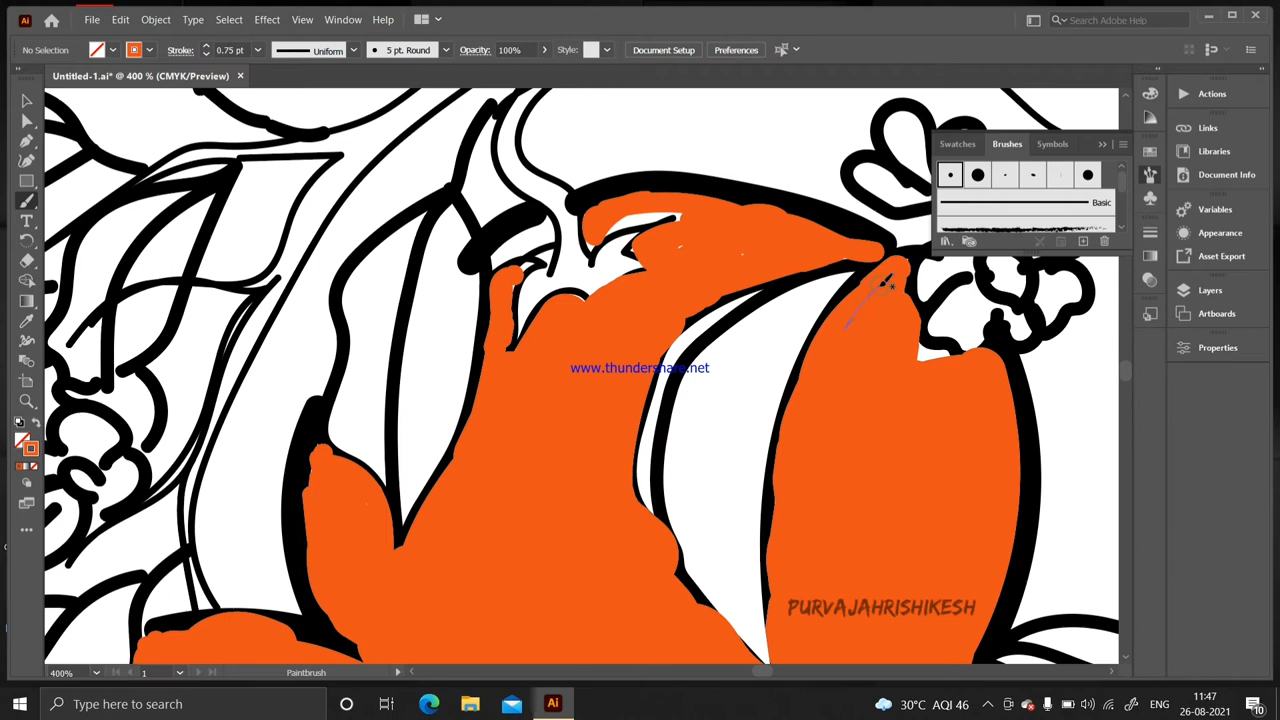 Ai File Edit Object Type Select Effect View Window Help Search Adobe Help
No Selection Stroke: 0.75 pt Uniform 5 pt. Round Opacity: 100% Style: Document Setup Preferences
Untitled-1.ai* @ 400 % (CMYK/Preview)
Swatches Brushes Symbols
Basic
Actions
Links
Libraries
Document Info
Variables
Appearance
Asset Export
Layers
Artboards
Properties
www.thundershare.net
PURVAJAHRISHIKESH
400% 1 Paintbrush
Type here to search Ai 30°C AQI 46 ENG 11:47
26-08-2021 10